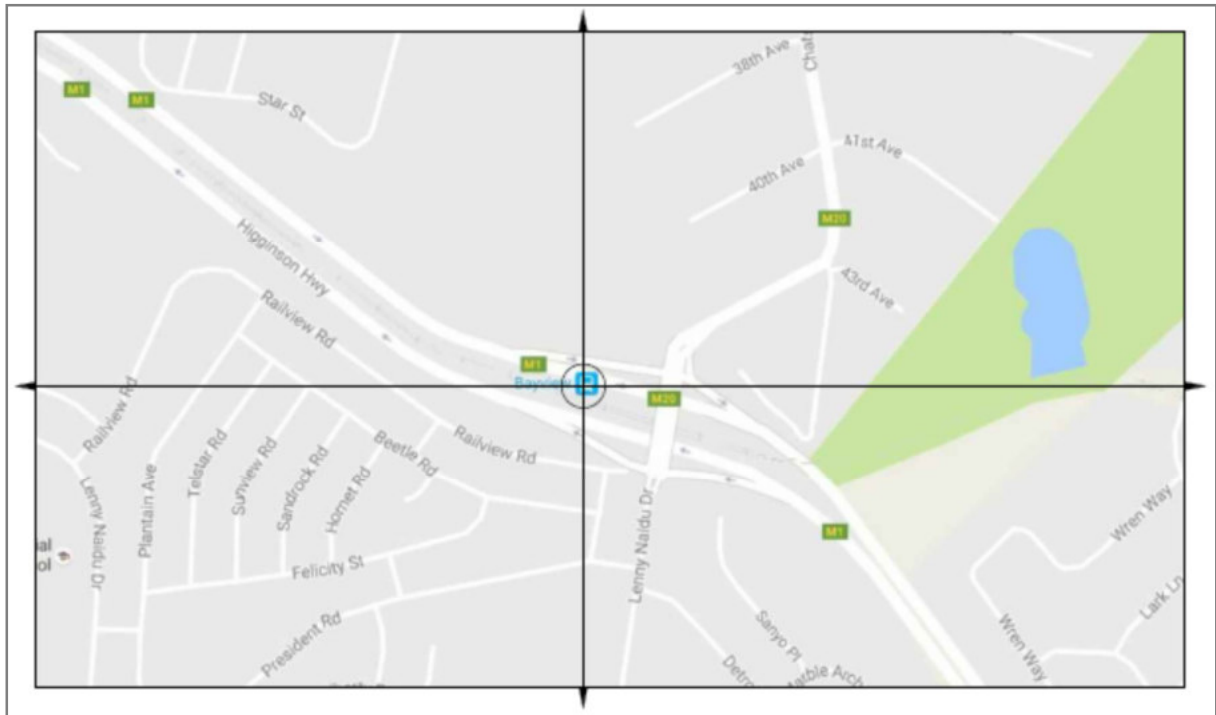 38th Ave
M1
M1
Star St
41st Ave
40th Ave
M20
Higginson Hwy
43rd Ave
Railview Rd
M1
Bayview
M20
Railview Rd
Beetle Rd
Railview Rd
Telstar Rd
Sunview Rd
Sandrock Rd
Hornet Rd
Plantain Ave
Lenny Naidu Dr
Lenny Naidu Dr
M1
Wren Way
Felicity St
Lark Ln
President Rd
Sanyo Pl
Wren Way